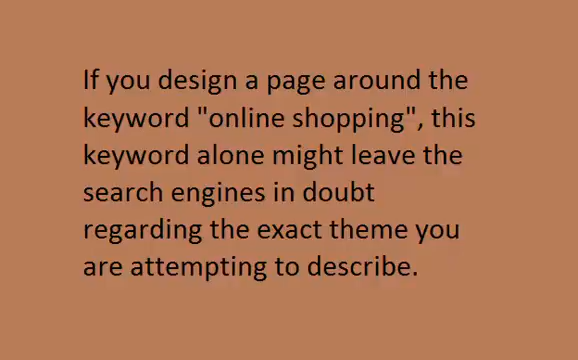 If you design a page around the
keyword "online shopping", this
keyword alone might leave the
search engines in doubt
regarding the exact theme you
are attempting to describe.